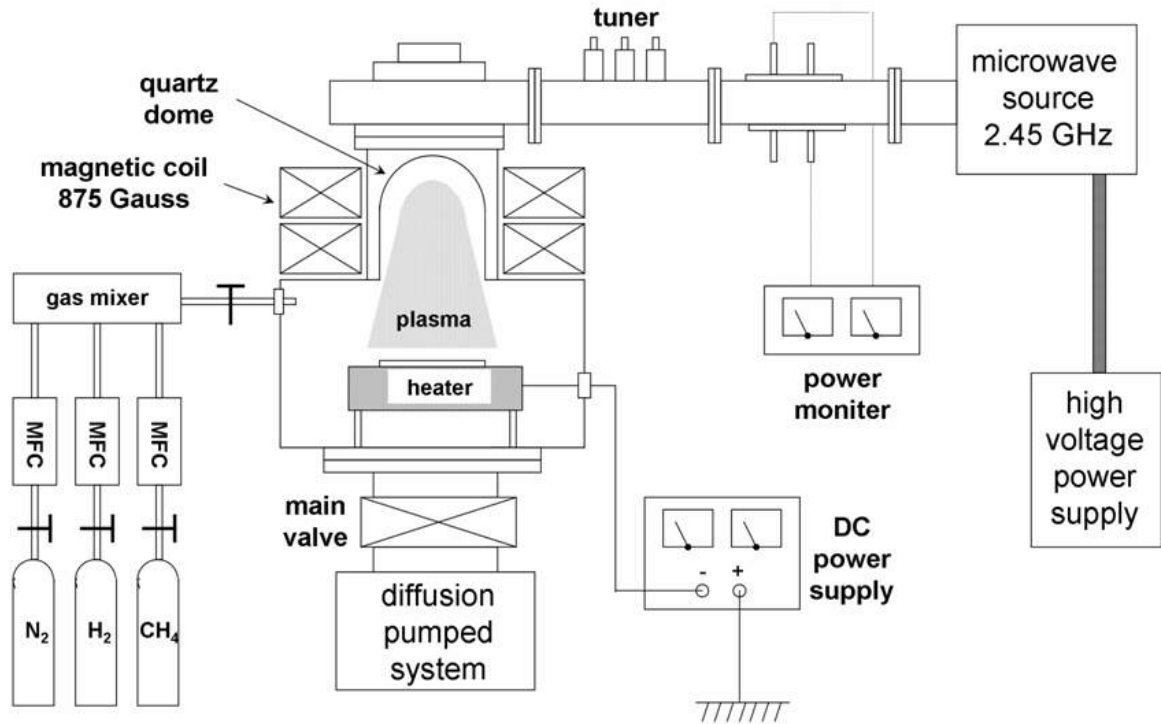 tuner
quartz
dome
microwave
source
2.45 GHz
magnetic coil
875 Gauss
gas mixer
plasma
heater
power
moniter
high
voltage
power
supply
MFC
MFC
MFC
main
valve
DC
power
supply
- +
diffusion
pumped
system
N₂
H₂
CH₄